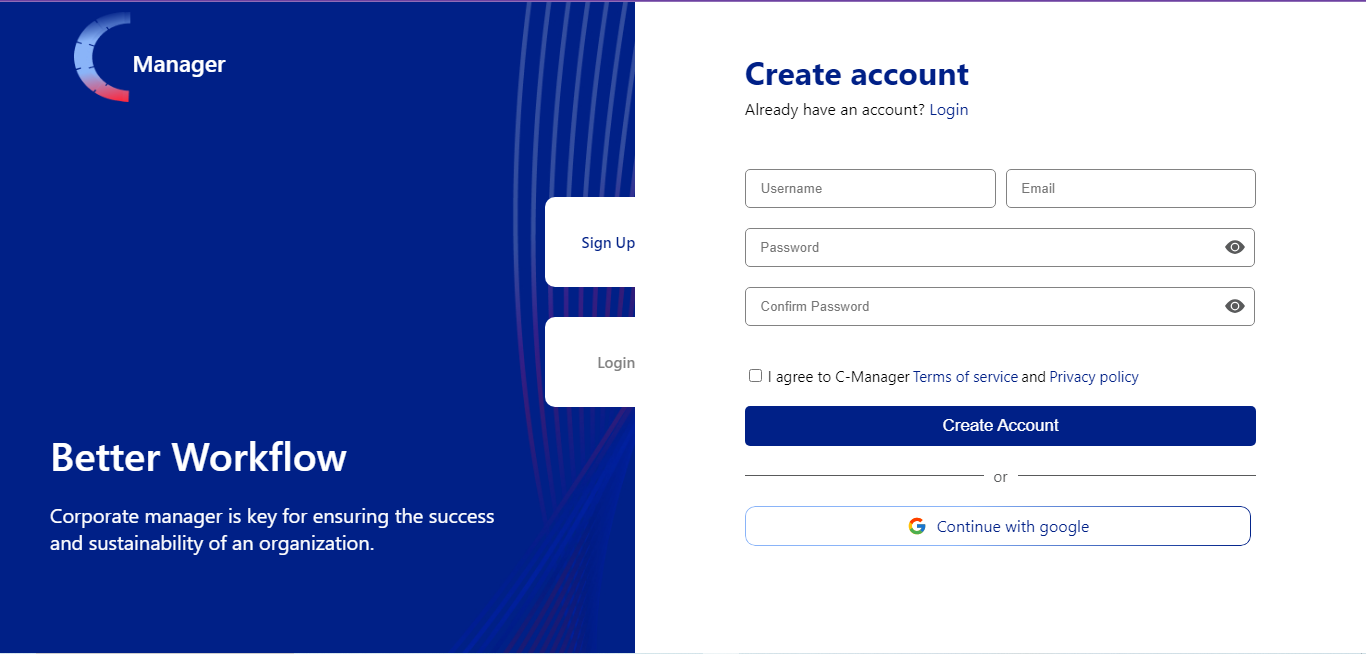 Manager
Sign Up
Login
Better Workflow
Corporate manager is key for ensuring the success
and sustainability of an organization.
Create account
Already have an account? Login
Username Email
Password
Confirm Password
I agree to C-Manager Terms of service and Privacy policy
Create Account
or
Continue with google